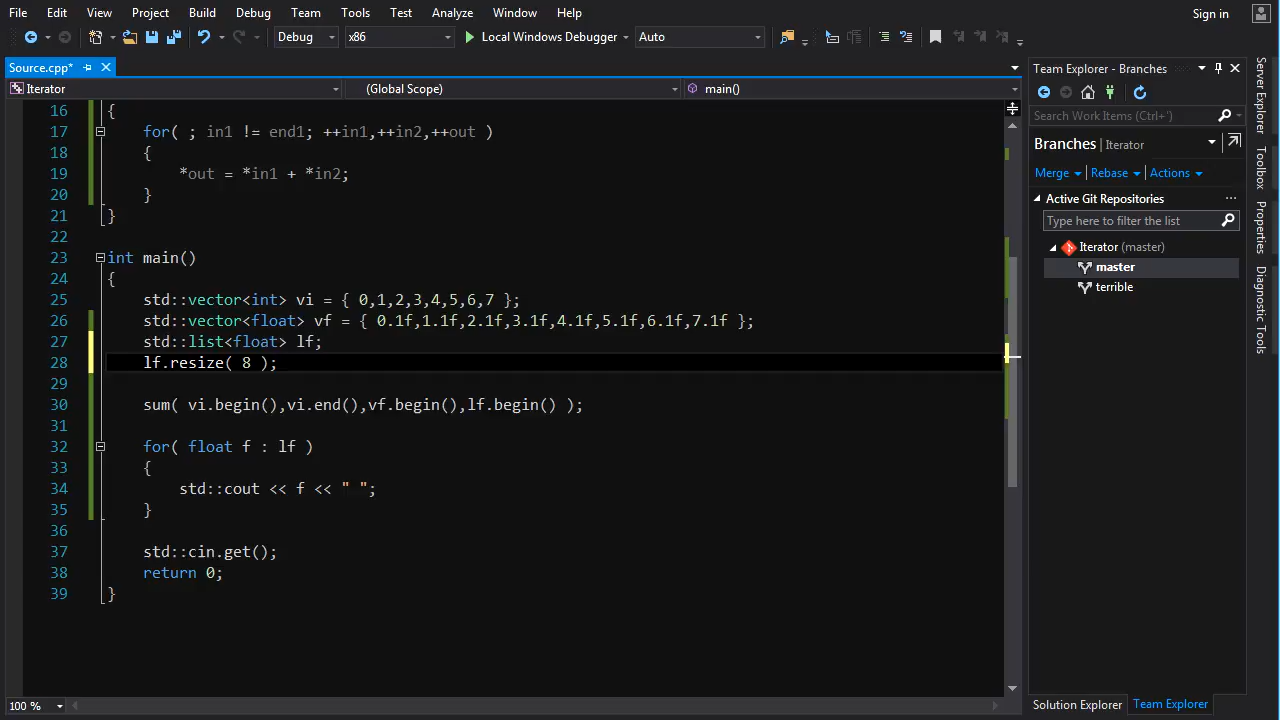 File Edit View Project Build Debug Team Tools Test Analyze Window Help Sign in
Debug x86 Local Windows Debugger Auto
Source.cpp*
Iterator (Global Scope) main()
16 {
17 for( ; in1 != end1; ++in1,++in2,++out )
18 {
19 *out = *in1 + *in2;
20 }
21 }
22
23 int main()
24 {
25 std::vector<int> vi = { 0,1,2,3,4,5,6,7 };
26 std::vector<float> vf = { 0.1f,1.1f,2.1f,3.1f,4.1f,5.1f,6.1f,7.1f };
27 std::list<float> lf;
28 lf.resize( 8 );
29
30 sum( vi.begin(),vi.end(),vf.begin(),lf.begin() );
31
32 for( float f : lf )
33 {
34 std::cout << f << " ";
35 }
36
37 std::cin.get();
38 return 0;
39 }
100 %
Team Explorer - Branches
Search Work Items (Ctrl+')
Branches | Iterator
Merge Rebase Actions
Active Git Repositories
Type here to filter the list
Iterator (master)
master
terrible
Solution Explorer Team Explorer
Server Explorer
Toolbox
Properties
Diagnostic Tools